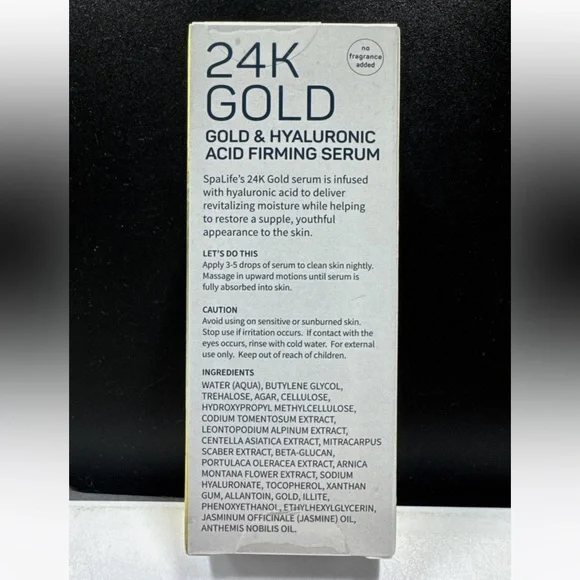 24K
GOLD
no
fragrance
added
GOLD & HYALURONIC
ACID FIRMING SERUM
SpaLife's 24K Gold serum is infused
with hyaluronic acid to deliver
revitalizing moisture while helping
to restore a supple, youthful
appearance to the skin.
LET'S DO THIS
Apply 3-5 drops of serum to clean skin nightly.
Massage in upward motions until serum is
fully absorbed into skin.
CAUTION
Avoid using on sensitive or sunburned skin.
Stop use if irritation occurs. If contact with the
eyes occurs, rinse with cold water. For external
use only. Keep out of reach of children.
INGREDIENTS
WATER (AQUA), BUTYLENE GLYCOL,
TREHALOSE, AGAR, CELLULOSE,
HYDROXYPROPYL METHYLCELLULOSE,
CODIUM TOMENTOSUM EXTRACT,
LEONTOPODIUM ALPINUM EXTRACT,
CENTELLA ASIATICA EXTRACT, MITRACARPUS
SCABER EXTRACT, BETA-GLUCAN,
PORTULACA OLERACEA EXTRACT, ARNICA
MONTANA FLOWER EXTRACT, SODIUM
HYALURONATE, TOCOPHEROL, XANTHAN
GUM, ALLANTOIN, GOLD, ILLITE,
PHENOXYETHANOL, ETHYLHEXYLGLYCERIN,
JASMINUM OFFICINALE (JASMINE) OIL,
ANTHEMIS NOBILIS OIL.